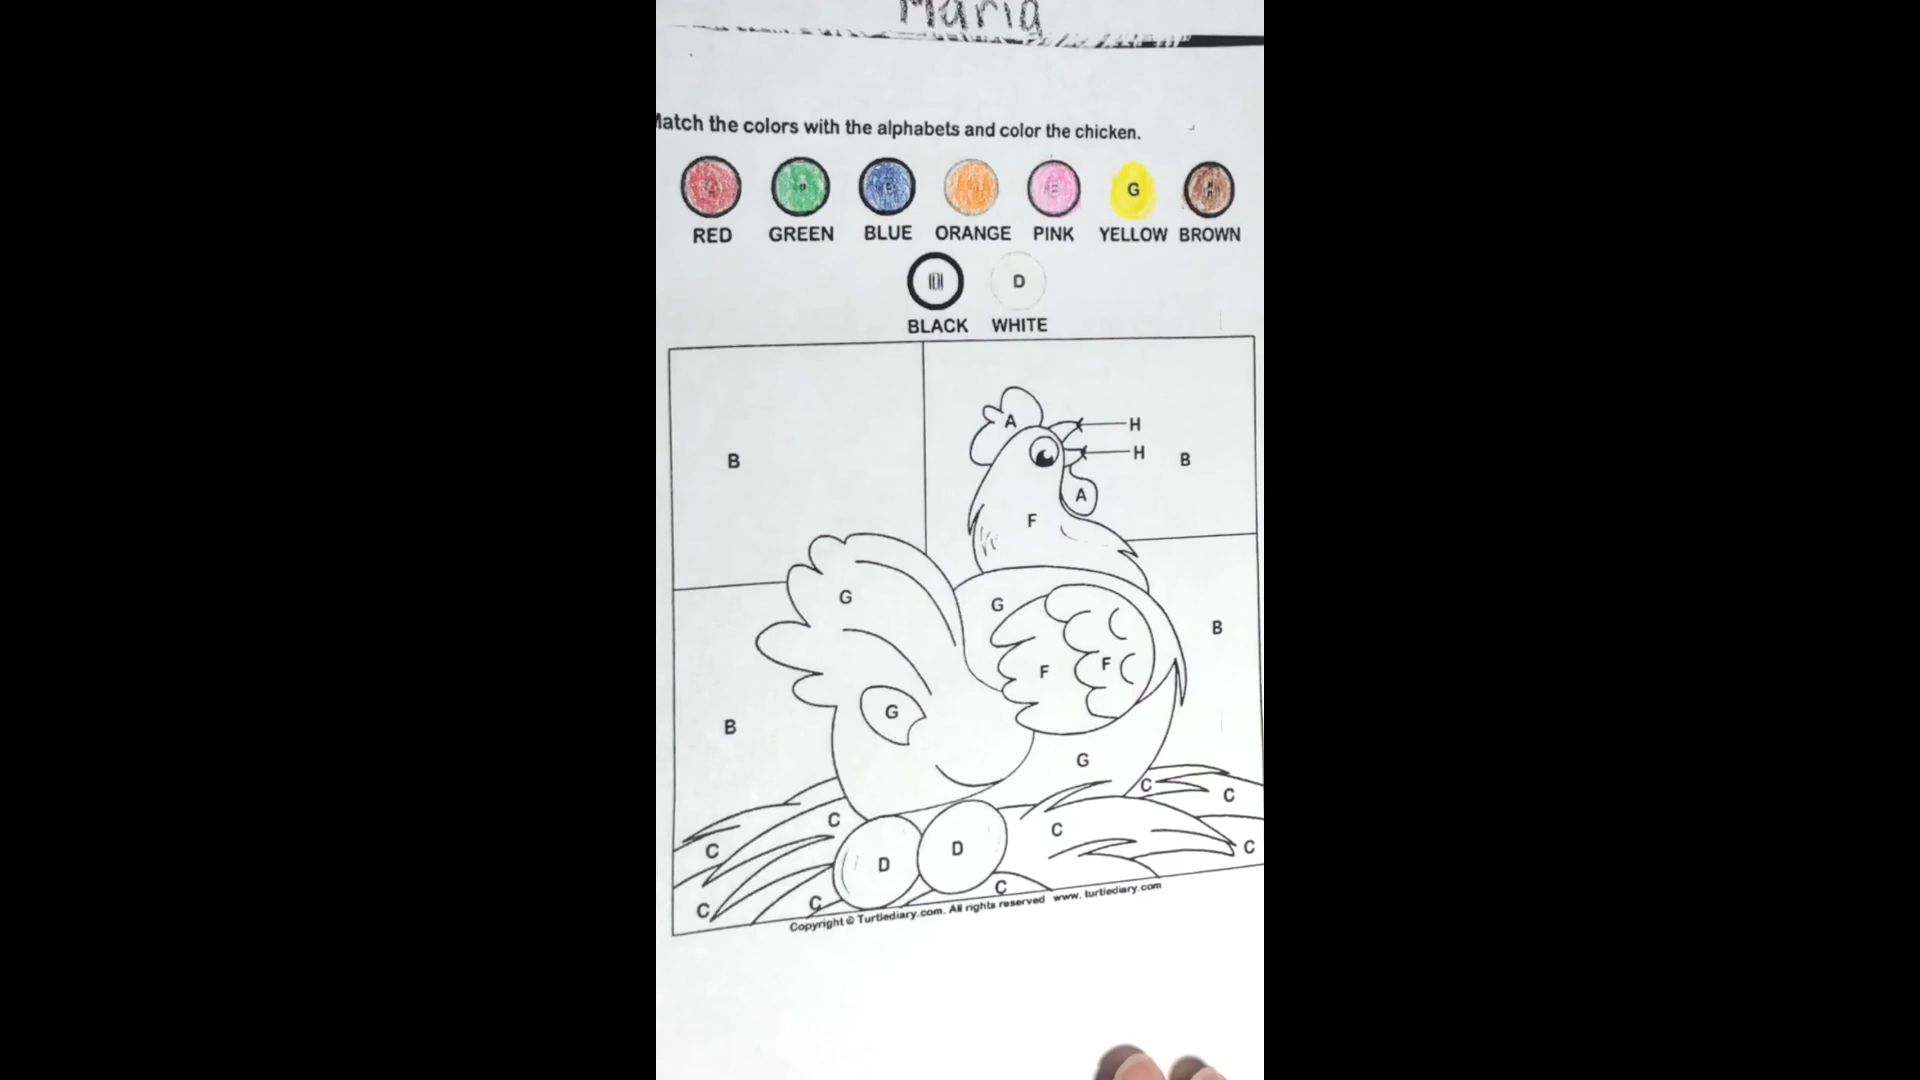 Maria
Match the colors with the alphabets and color the chicken.
G
RED GREEN BLUE ORANGE PINK YELLOW BROWN
D
BLACK WHITE
A H
B H B
A
F
G G
B
F F
G
B
G
C C
C C
C D D C
C C C
Copyright © Turtlediary.com. All rights reserved www. turtlediary.com